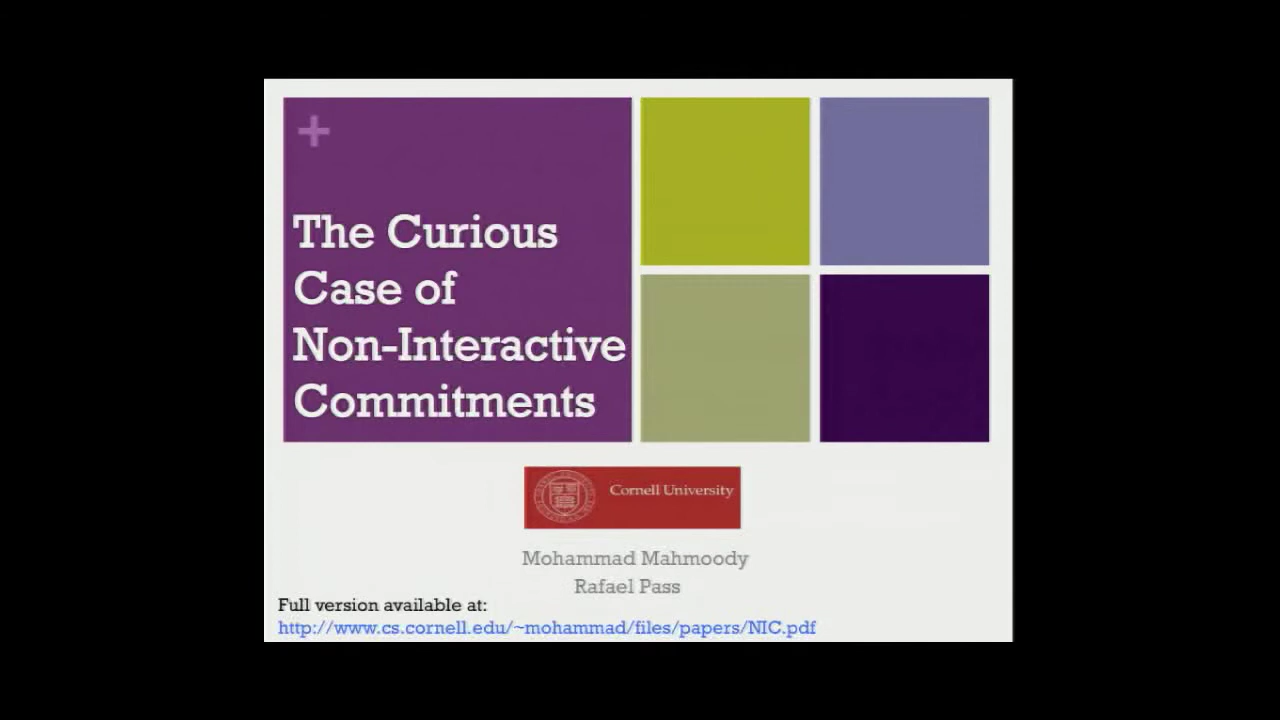 +
The Curious
Case of
Non-Interactive
Commitments
Cornell University
Mohammad Mahmoody
Rafael Pass
Full version available at:
http://www.cs.cornell.edu/~mohammad/files/papers/NIC.pdf